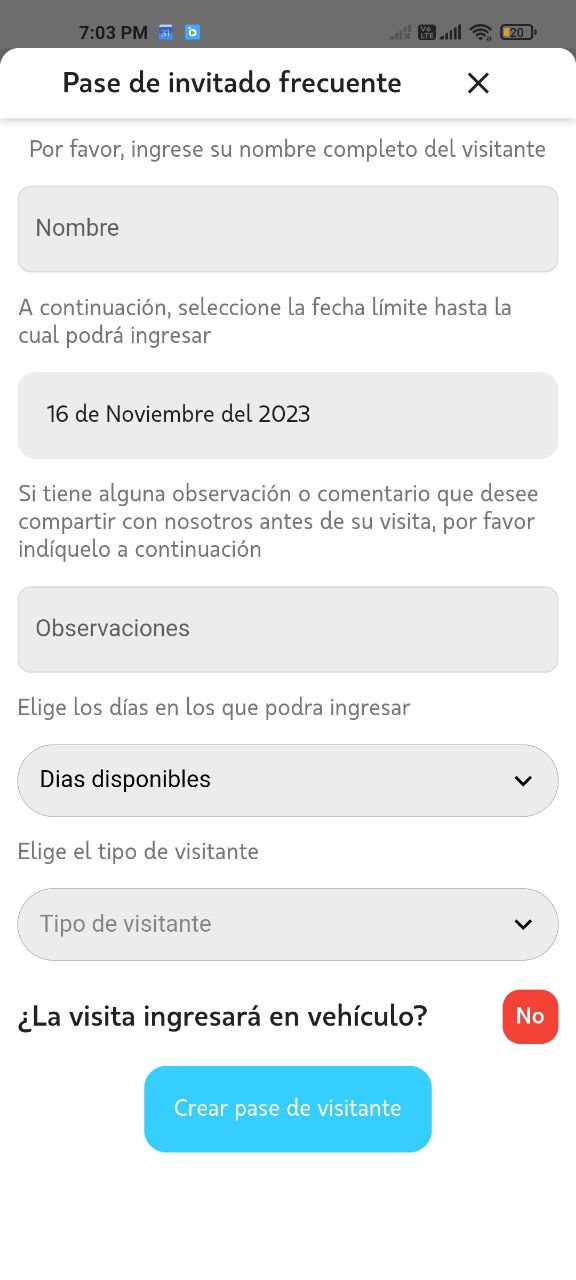 7:03 PM 31 Vo LTE 20
Pase de invitado frecuente
Por favor, ingrese su nombre completo del visitante
Nombre
A continuación, seleccione la fecha límite hasta la
cual podrá ingresar
16 de Noviembre del 2023
Si tiene alguna observación o comentario que desee
compartir con nosotros antes de su visita, por favor
indíquelo a continuación
Observaciones
Elige los días en los que podra ingresar
Dias disponibles
Elige el tipo de visitante
Tipo de visitante
¿La visita ingresará en vehículo? No
Crear pase de visitante